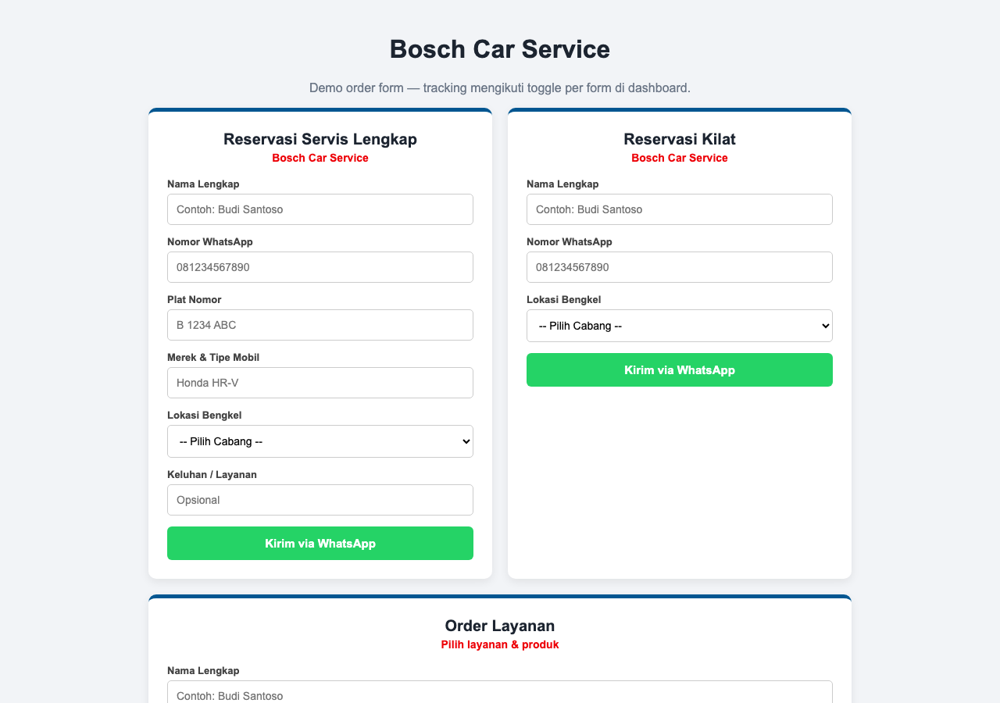 Bosch Car Service
Demo order form — tracking mengikuti toggle per form di dashboard.
Reservasi Servis Lengkap
Bosch Car Service
Nama Lengkap
Contoh: Budi Santoso
Nomor WhatsApp
081234567890
Plat Nomor
B 1234 ABC
Merek & Tipe Mobil
Honda HR-V
Lokasi Bengkel
-- Pilih Cabang --
Keluhan / Layanan
Opsional
Kirim via WhatsApp
Reservasi Kilat
Bosch Car Service
Nama Lengkap
Contoh: Budi Santoso
Nomor WhatsApp
081234567890
Lokasi Bengkel
-- Pilih Cabang --
Kirim via WhatsApp
Order Layanan
Pilih layanan & produk
Nama Lengkap
Contoh: Budi Santoso